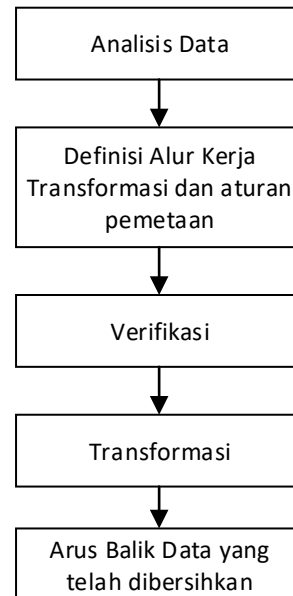 Analisis Data
Definisi Alur Kerja
Transformasi dan aturan
pemetaan
Verifikasi
Transformasi
Arus Balik Data yang
telah dibersihkan